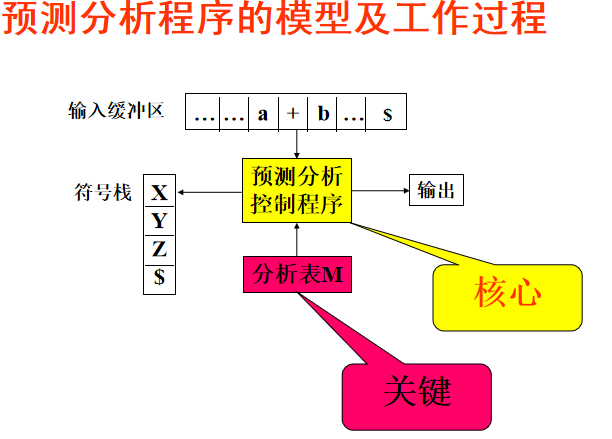 预测分析程序的模型及工作过程
输入缓冲区
…
…
a
+
b
…
$
预测分析
控制程序
输出
符号栈
X
Y
Z
$
分析表M
核心
关键